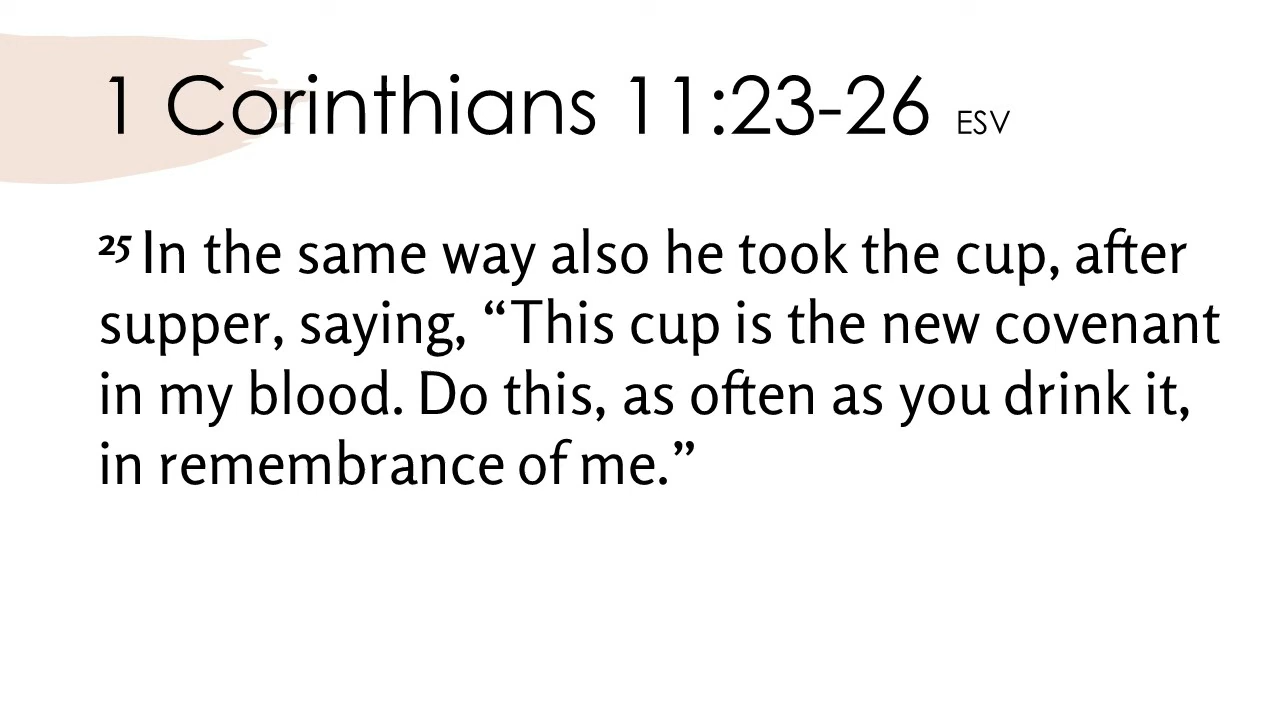 1 Corinthians 11:23-26 ESV
25 In the same way also he took the cup, after
supper, saying, “This cup is the new covenant
in my blood. Do this, as often as you drink it,
in remembrance of me.”